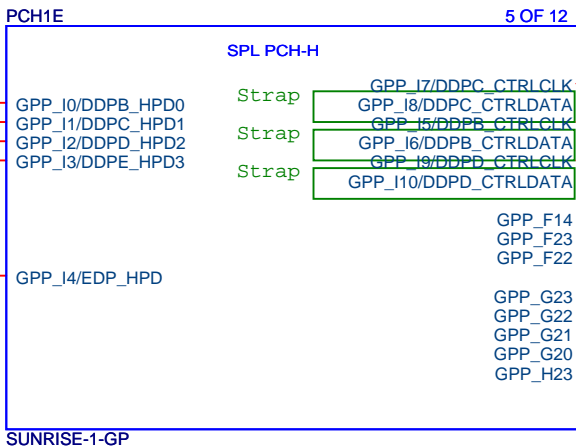 PCH1E
5 OF 12
SPL PCH-H
GPP_I0/DDPB_HPD0
GPP_I1/DDPC_HPD1
GPP_I2/DDPD_HPD2
GPP_I3/DDPE_HPD3
GPP_I4/EDP_HPD
Strap
Strap
Strap
GPP_I7/DDPC_CTRLCLK
GPP_I8/DDPC_CTRLDATA
GPP_I5/DDPB_CTRLCLK
GPP_I6/DDPB_CTRLDATA
GPP_I9/DDPD_CTRLCLK
GPP_I10/DDPD_CTRLDATA
GPP_F14
GPP_F23
GPP_F22
GPP_G23
GPP_G22
GPP_G21
GPP_G20
GPP_H23
SUNRISE-1-GP